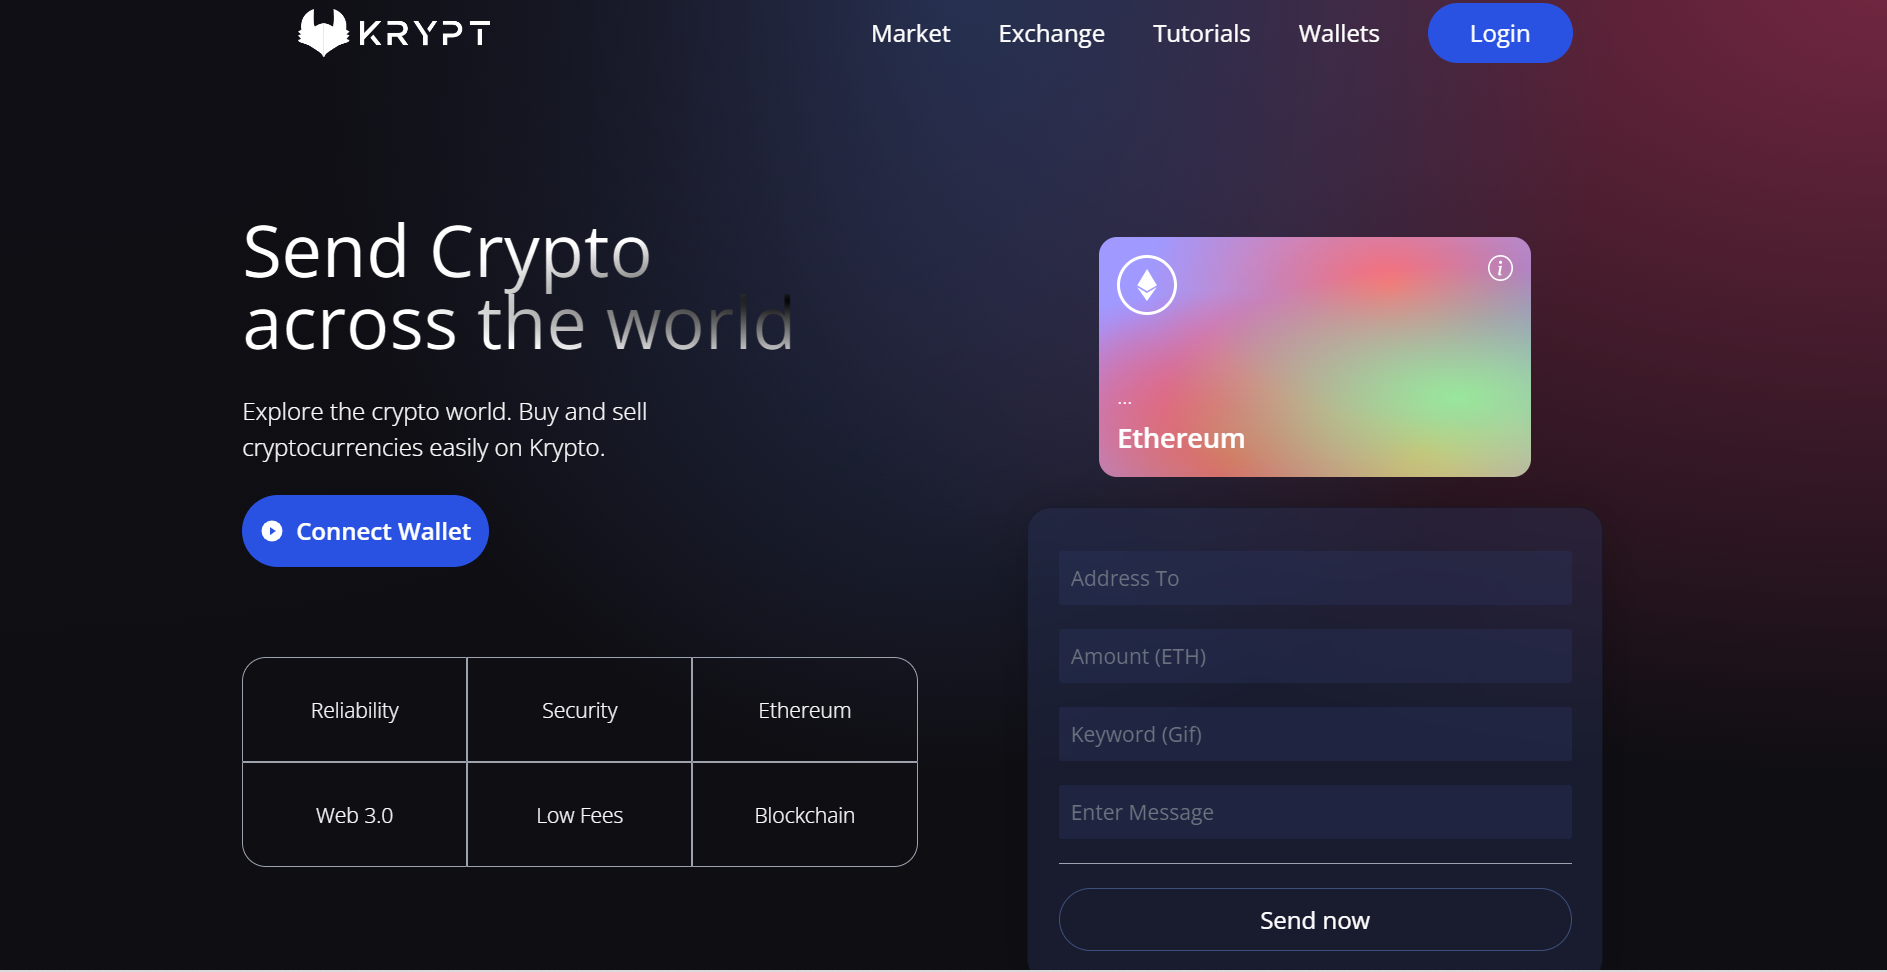 KRYPT
Market
Exchange
Tutorials
Wallets
Login
Send Crypto
across the world
Explore the crypto world. Buy and sell
cryptocurrencies easily on Krypto.
Connect Wallet
Reliability
Security
Ethereum
Web 3.0
Low Fees
Blockchain
i
...
Ethereum
Address To
Amount (ETH)
Keyword (Gif)
Enter Message
Send now